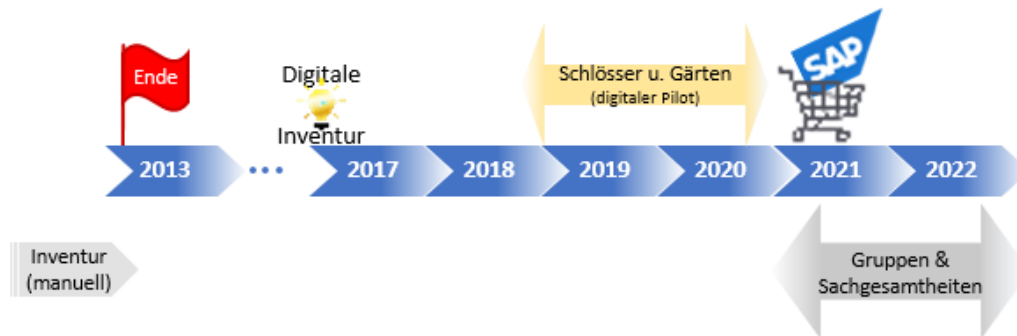 Ende
Digitale
Inventur
Schlösser u. Gärten
(digitaler Pilot)
SAP
2013 ... 2017 2018 2019 2020 2021 2022
Inventur
(manuell)
Gruppen &
Sachgesamtheiten